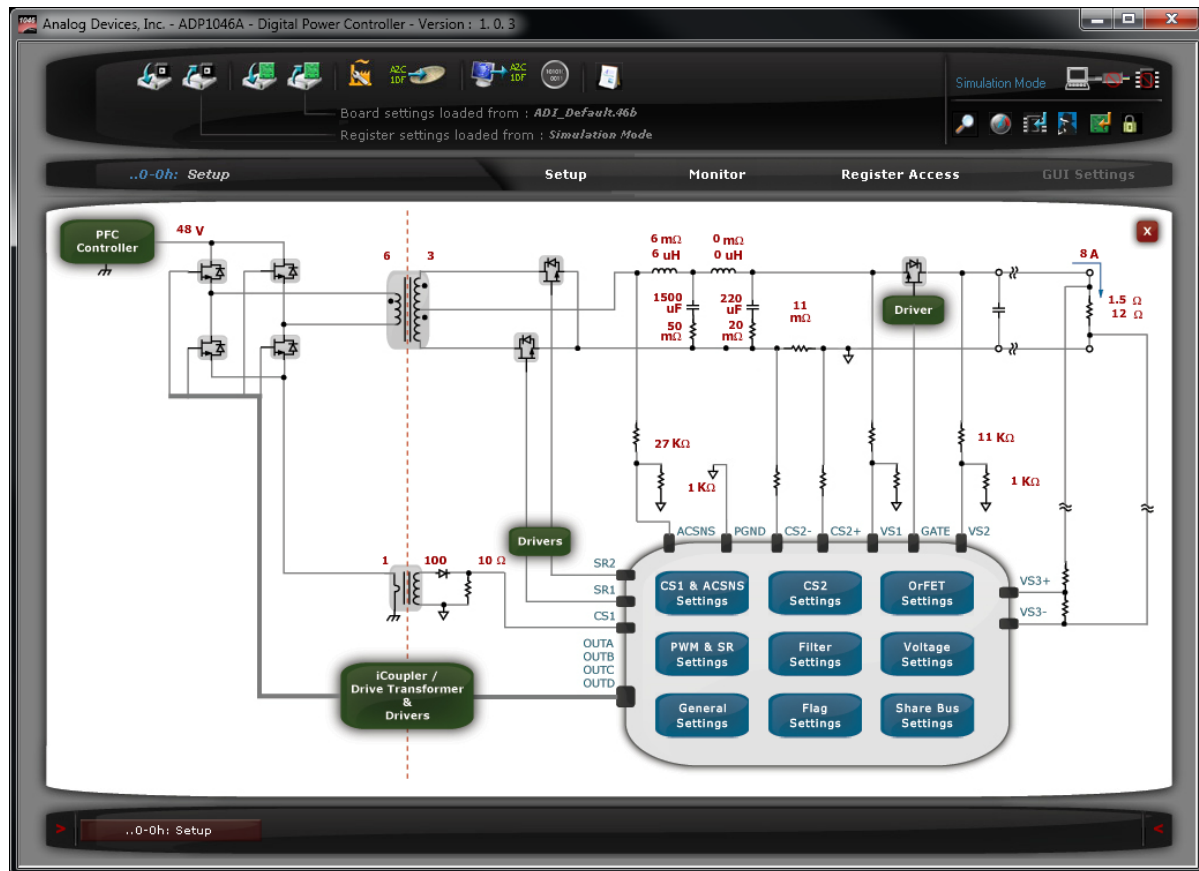 Analog Devices, Inc. - ADP1046A - Digital Power Controller - Version : 1. 0. 3
A2C
1DF
A2C
1DF
Simulation Mode
Board settings loaded from : ADI_Default.46b
Register settings loaded from : Simulation Mode
..0-0h: Setup
Setup
Monitor
Register Access
GUI Settings
PFC
Controller
48 V
6
3
6 mΩ
6 uH
0 mΩ
0 uH
X
8 A
1500
uF
50
mΩ
220
uF
20
mΩ
11
mΩ
Driver
1.5 Ω
12 Ω
27 KΩ
1 KΩ
11 KΩ
1 KΩ
Drivers
ACSNS
PGND
CS2-
CS2+
VS1
GATE
VS2
1
100
10 Ω
SR2
SR1
CS1
OUTA
OUTB
OUTC
OUTD
VS3+
VS3-
CS1 & ACSNS
Settings
CS2
Settings
OrFET
Settings
PWM & SR
Settings
Filter
Settings
Voltage
Settings
General
Settings
Flag
Settings
Share Bus
Settings
iCoupler /
Drive Transformer
&
Drivers
> ..0-0h: Setup <